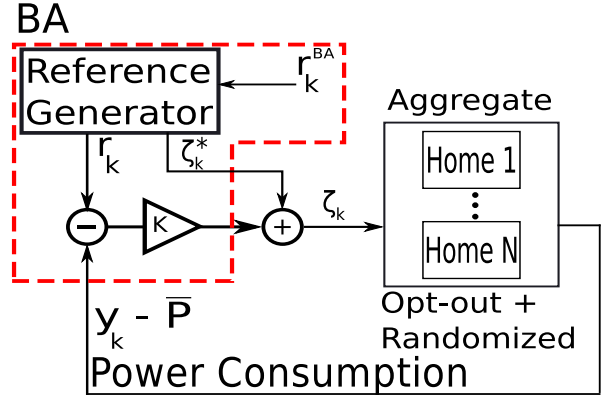 BA
Reference
Generator
r_k^BA
Aggregate
r_k
ζ_k^*
Home 1
K
−
+
ζ_k
Home N
y_k - P̅
Opt-out +
Randomized
Power Consumption